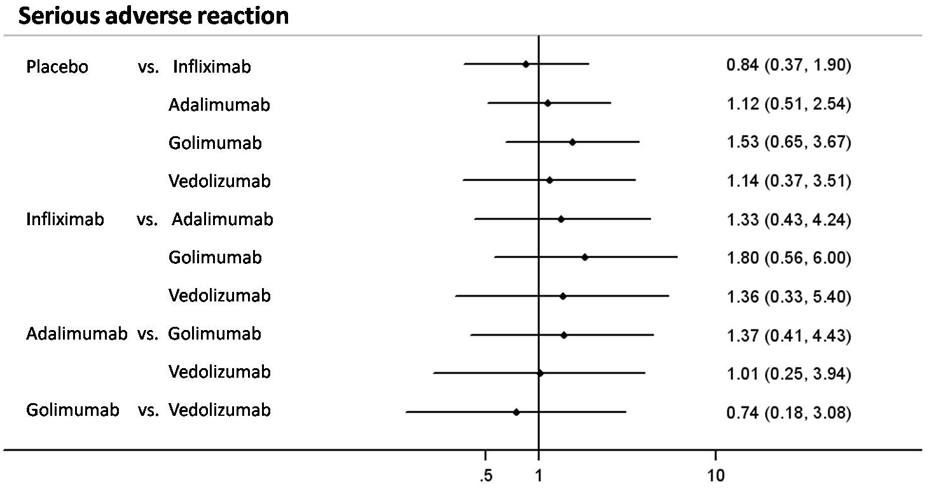 Serious adverse reaction
Placebo vs. Infliximab 0.84 (0.37, 1.90)
Adalimumab 1.12 (0.51, 2.54)
Golimumab 1.53 (0.65, 3.67)
Vedolizumab 1.14 (0.37, 3.51)
Infliximab vs. Adalimumab 1.33 (0.43, 4.24)
Golimumab 1.80 (0.56, 6.00)
Vedolizumab 1.36 (0.33, 5.40)
Adalimumab vs. Golimumab 1.37 (0.41, 4.43)
Vedolizumab 1.01 (0.25, 3.94)
Golimumab vs. Vedolizumab 0.74 (0.18, 3.08)
.5 1 10